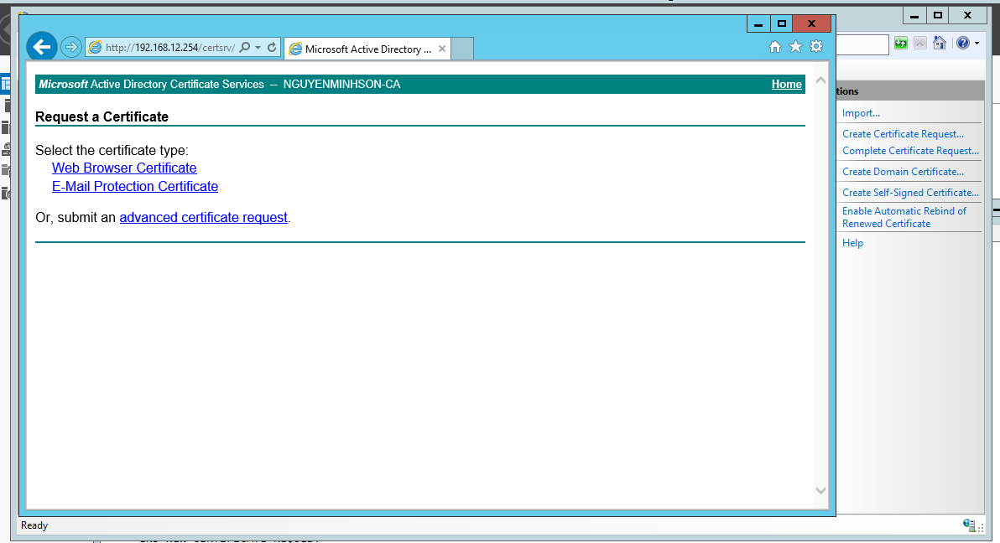 http://192.168.12.254/certsrv/
Microsoft Active Directory ...
Microsoft Active Directory Certificate Services -- NGUYENMINHSON-CA
Home
Request a Certificate
Select the certificate type:
Web Browser Certificate
E-Mail Protection Certificate
Or, submit an advanced certificate request.
tions
Import...
Create Certificate Request...
Complete Certificate Request...
Create Domain Certificate...
Create Self-Signed Certificate...
Enable Automatic Rebind of
Renewed Certificate
Help
Ready